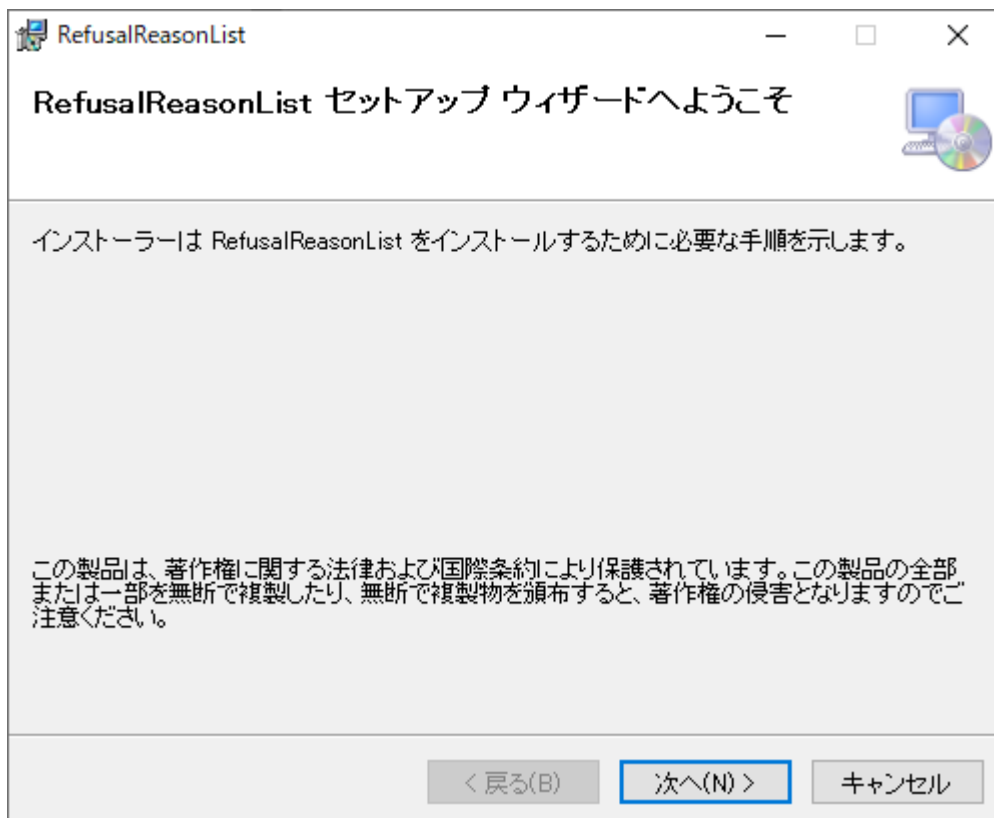 RefusalReasonList
RefusalReasonList セットアップ ウィザードへようこそ
インストーラーは RefusalReasonList をインストールするために必要な手順を示します。
この製品は、著作権に関する法律および国際条約により保護されています。この製品の全部
または一部を無断で複製したり、無断で複製物を頒布すると、著作権の侵害となりますのでご
注意ください。
< 戻る(B)
次へ(N) >
キャンセル